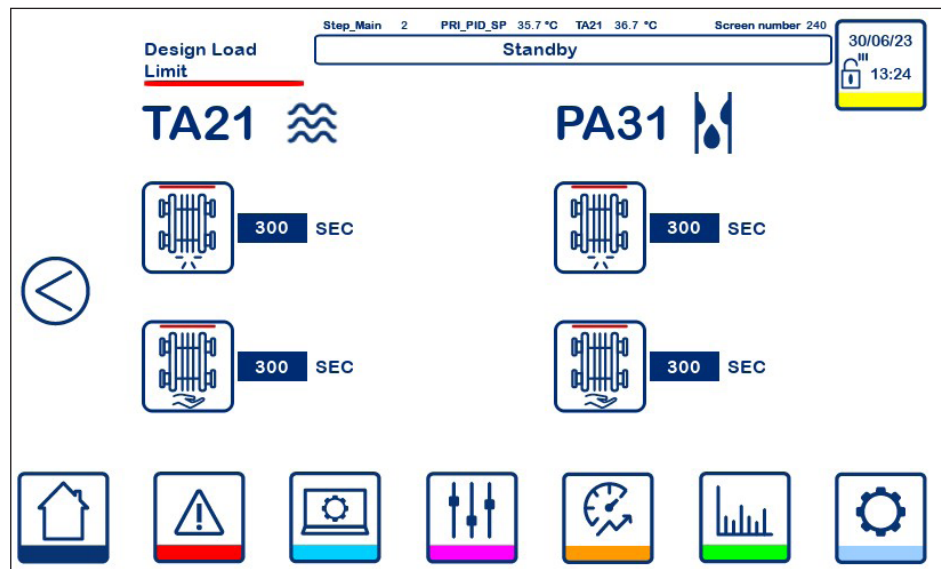 Step_Main 2 PRI_PID_SP 35.7 °C TA21 36.7 °C Screen number 240
Design Load
Limit
Standby
30/06/23
13:24
TA21
PA31
300 SEC
300 SEC
300 SEC
300 SEC